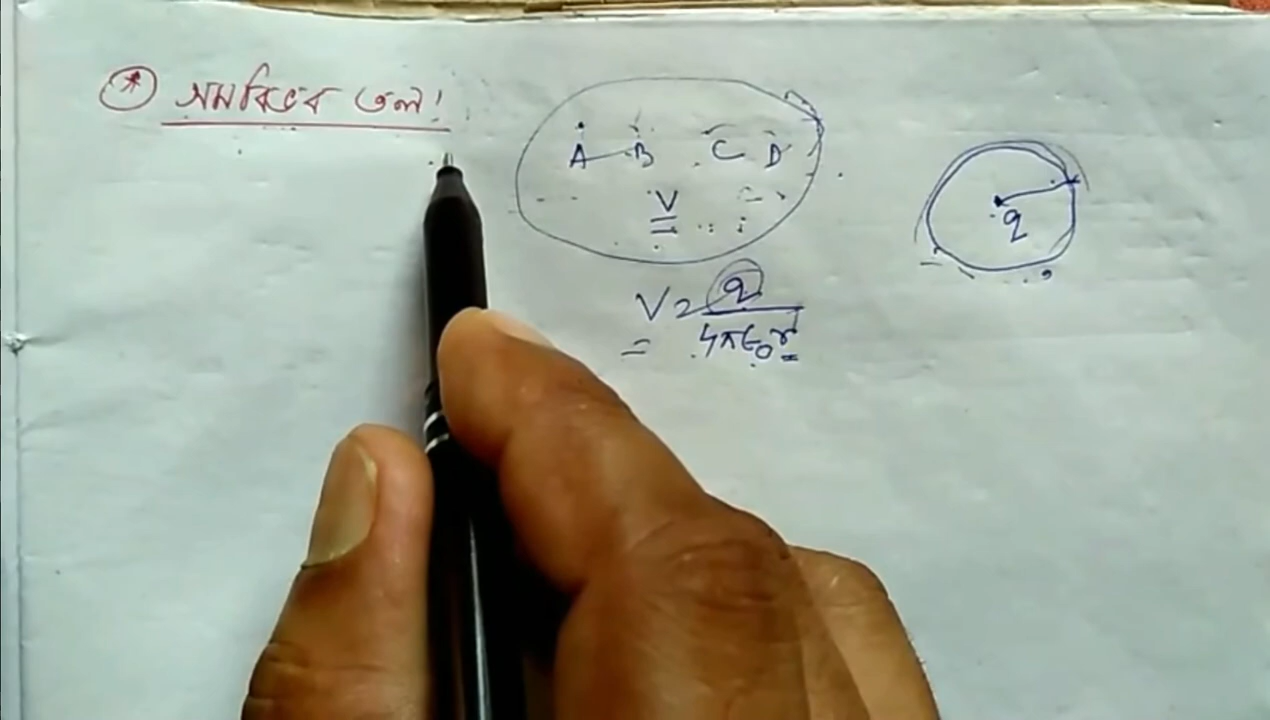 * সমবিভব তল!
A B C D
V
q
V = q / 4πε₀r
=